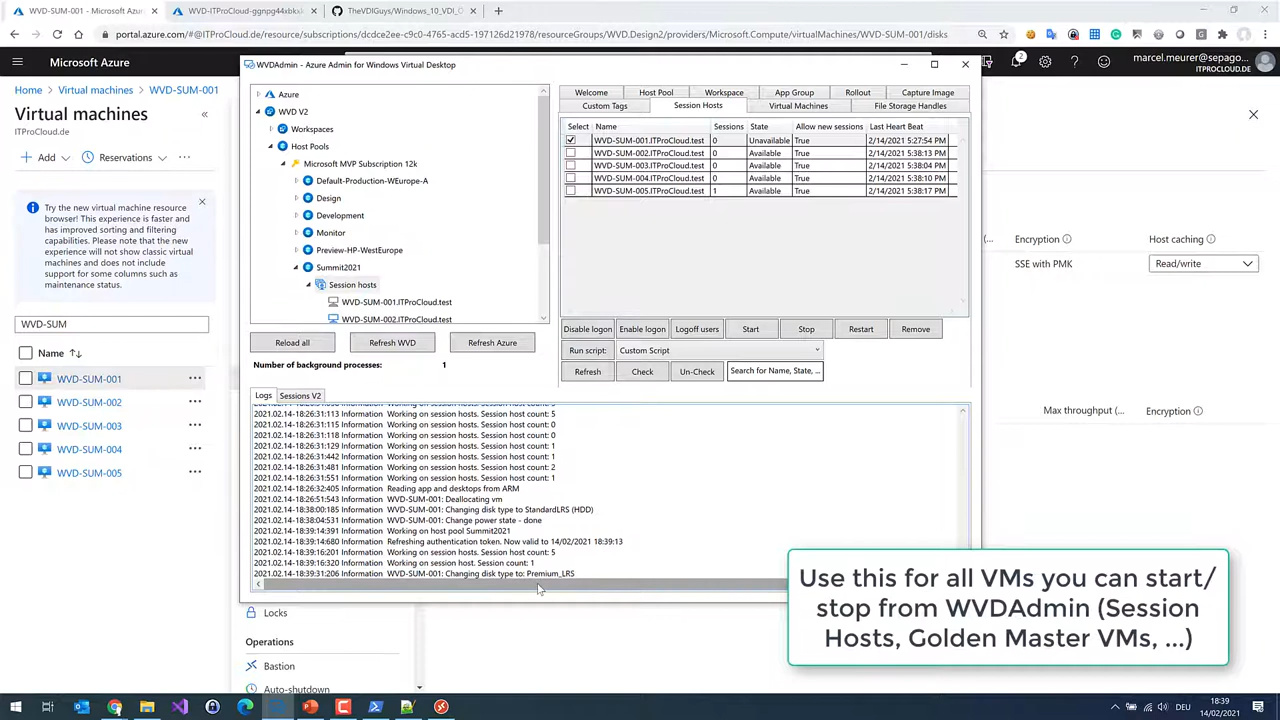 WVD-SUM-001 - Microsoft Azure
WVD-ITProCloud-ggnpg44xbkx
TheVDIGuys/Windows_10_VDI_O
portal.azure.com/#@ITProCloud.de/resource/subscriptions/dcdce2ee-c9c0-4765-acd5-197126d21978/resourceGroups/WVD.Design2/providers/Microsoft.Compute/virtualMachines/WVD-SUM-001/disks
Microsoft Azure
2
marcel.meurer@sepago...
ITPROCLOUD.DE
Home > Virtual machines > WVD-SUM-001
Virtual machines
«
ITProCloud.de
Add
Reservations
...
Try the new virtual machine resource
browser! This experience is faster and
has improved sorting and filtering
capabilities. Please note that the new
experience will not show classic virtual
machines and does not include
support for some columns such as
maintenance status.
WVD-SUM
Name
WVD-SUM-001
WVD-SUM-002
WVD-SUM-003
WVD-SUM-004
WVD-SUM-005
WVDAdmin - Azure Admin for Windows Virtual Desktop
Azure
WVD V2
Workspaces
Host Pools
Microsoft MVP Subscription 12k
Default-Production-WEurope-A
Design
Development
Monitor
Preview-HP-WestEurope
Summit2021
Session hosts
WVD-SUM-001.ITProCloud.test
WVD-SUM-002.ITProCloud.test
Reload all
Refresh WVD
Refresh Azure
Number of background processes: 1
Welcome
Host Pool
Workspace
App Group
Rollout
Capture Image
Custom Tags
Session Hosts
Virtual Machines
File Storage Handles
Select Name Sessions State Allow new sessions Last Heart Beat
WVD-SUM-001.ITProCloud.test 0 Unavailable True 2/14/2021 5:27:54 PM
WVD-SUM-002.ITProCloud.test 0 Available True 2/14/2021 5:38:13 PM
WVD-SUM-003.ITProCloud.test 0 Available True 2/14/2021 5:38:04 PM
WVD-SUM-004.ITProCloud.test 0 Available True 2/14/2021 5:38:10 PM
WVD-SUM-005.ITProCloud.test 1 Available True 2/14/2021 5:38:17 PM
Disable logon
Enable logon
Logoff users
Start
Stop
Restart
Remove
Run script:
Custom Script
Refresh
Check
Un-Check
Search for Name, State, ...
Logs
Sessions V2
2021.02.14-18:26:31:113 Information Working on session hosts. Session host count: 5
2021.02.14-18:26:31:115 Information Working on session hosts. Session host count: 0
2021.02.14-18:26:31:118 Information Working on session hosts. Session host count: 0
2021.02.14-18:26:31:129 Information Working on session hosts. Session host count: 1
2021.02.14-18:26:31:442 Information Working on session hosts. Session host count: 1
2021.02.14-18:26:31:481 Information Working on session hosts. Session host count: 2
2021.02.14-18:26:31:551 Information Working on session hosts. Session host count: 1
2021.02.14-18:26:32:405 Information Reading app and desktops from ARM
2021.02.14-18:26:51:543 Information WVD-SUM-001: Deallocating vm
2021.02.14-18:38:00:185 Information WVD-SUM-001: Changing disk type to StandardLRS (HDD)
2021.02.14-18:38:04:531 Information WVD-SUM-001: Change power state - done
2021.02.14-18:39:14:391 Information Working on host pool Summit2021
2021.02.14-18:39:14:680 Information Refreshing authentication token. Now valid to 14/02/2021 18:39:13
2021.02.14-18:39:16:201 Information Working on session hosts. Session host count: 5
2021.02.14-18:39:16:320 Information Working on session host. Session count: 1
2021.02.14-18:39:31:206 Information WVD-SUM-001: Changing disk type to: Premium_LRS
(...
Encryption
Host caching
SSE with PMK
Read/write
Max throughput (...
Encryption
Locks
Operations
Bastion
Auto-shutdown
Use this for all VMs you can start/
stop from WVDAdmin (Session
Hosts, Golden Master VMs, ...)
DEU
18:39
14/02/2021